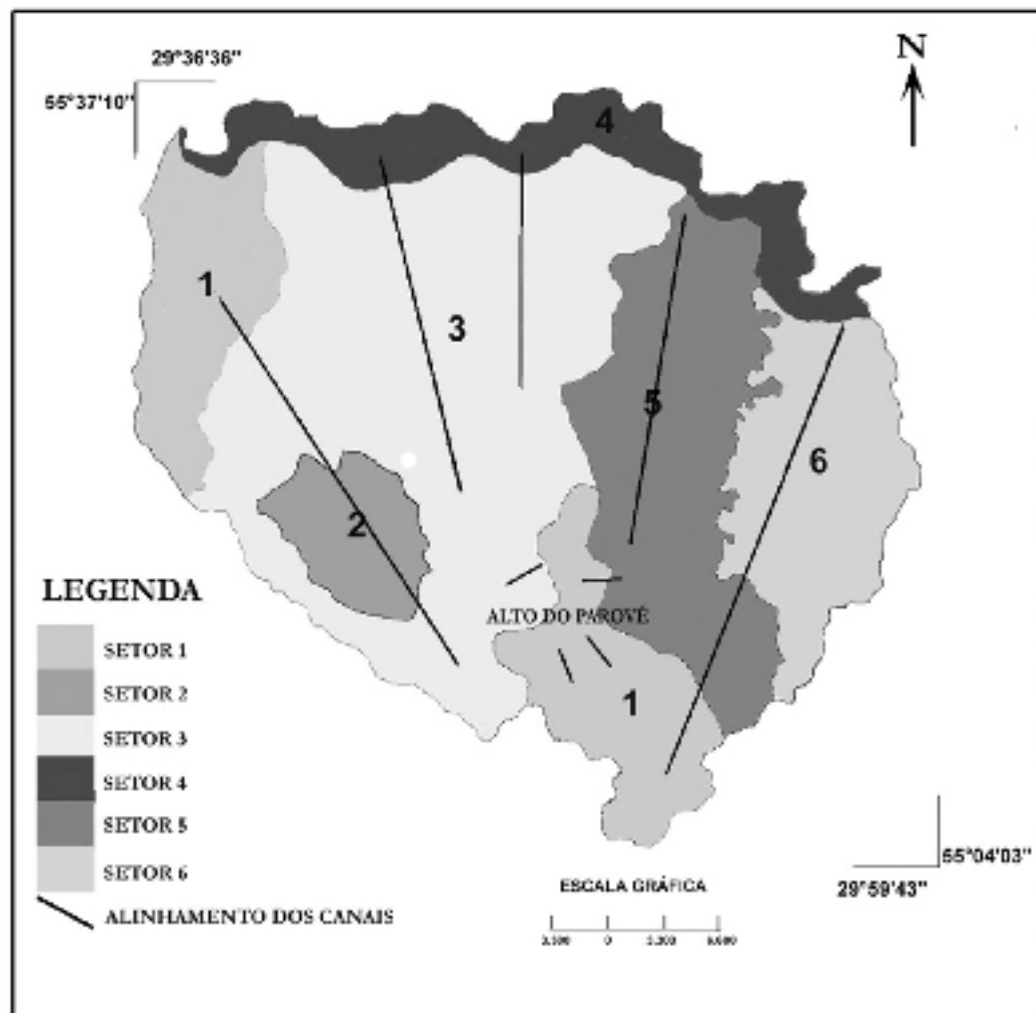 29°36'36"
N
55°37'10"
4
1
3
5
6
2
LEGENDA
ALTO DO PAROVÉ
SETOR 1
SETOR 2
1
SETOR 3
SETOR 4
SETOR 5
55°04'03"
SETOR 6
ESCALA GRÁFICA
29°59'43"
ALINHAMENTO DOS CANAIS
0